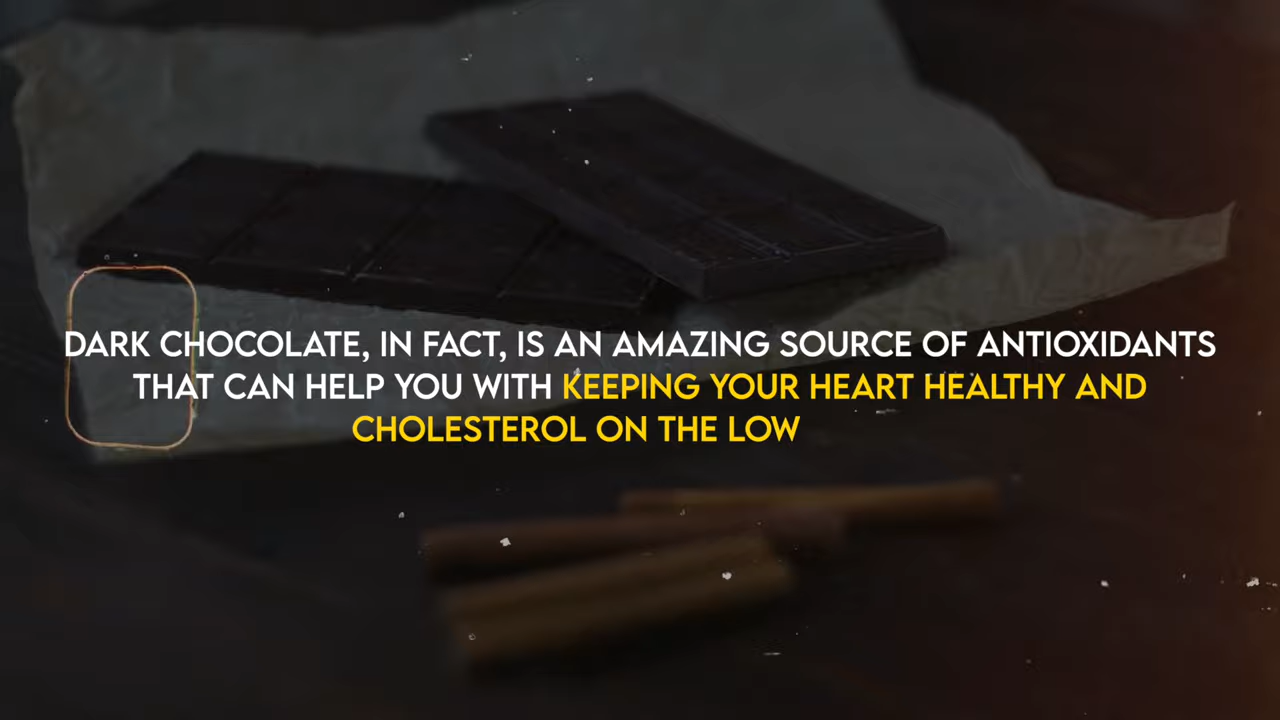 DARK CHOCOLATE, IN FACT, IS AN AMAZING SOURCE OF ANTIOXIDANTS
THAT CAN HELP YOU WITH KEEPING YOUR HEART HEALTHY AND
CHOLESTEROL ON THE LOW